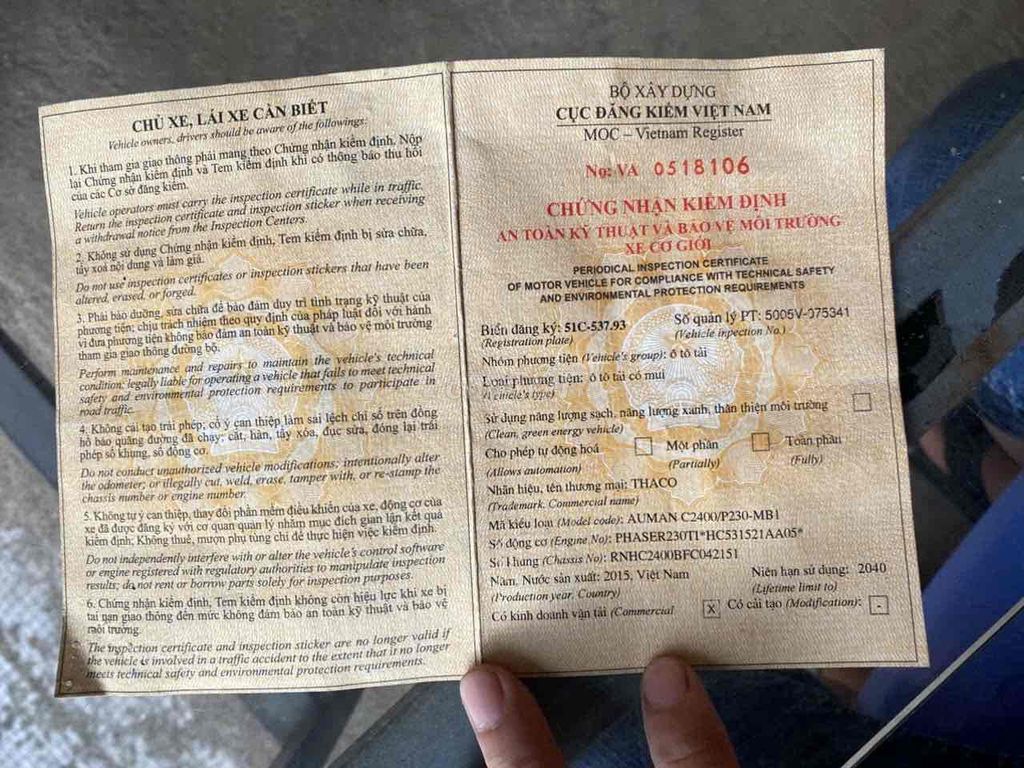 CHỦ XE, LÁI XE CẦN BIẾT
Vehicle owners, drivers should be aware of the followings:
1. Khi tham gia giao thông phải mang theo Chứng nhận kiểm định. Nộp
lại Chứng nhận kiểm định và Tem kiểm định khi có thông báo thu hồi
của các Cơ sở đăng kiểm.
Vehicle operators must carry the inspection certificate while in traffic.
Return the inspection certificate and inspection sticker when receiving
a withdrawal notice from the Inspection Centers.
2. Không sử dụng Chứng nhận kiểm định, Tem kiểm định bị sửa chữa,
tẩy xoá nội dung và làm giả.
Do not use inspection certificates or inspection stickers that have been
altered, erased, or forged.
3. Phải bảo dưỡng, sửa chữa để bảo đảm duy trì tình trạng kỹ thuật của
phương tiện; chịu trách nhiệm theo quy định của pháp luật đối với hành
vi đưa phương tiện không bảo đảm an toàn kỹ thuật và bảo vệ môi trường
tham gia giao thông đường bộ.
Perform maintenance and repairs to maintain the vehicle's technical
condition; legally liable for operating a vehicle that fails to meet technical
safety and environmental protection requirements to participate in
road traffic.
4. Không cải tạo trái phép; cố ý can thiệp làm sai lệch chỉ số trên đồng
hồ báo quãng đường đã chạy; cắt, hàn, tẩy xóa, đục sửa, đóng lại trái
phép số khung, số động cơ.
Do not conduct unauthorized vehicle modifications; intentionally alter
the odometer; or illegally cut, weld, erase, tamper with, or re-stamp the
chassis number or engine number.
5. Không tự ý can thiệp, thay đổi phần mềm điều khiển của xe, động cơ của
xe đã được đăng ký với cơ quan quản lý nhằm mục đích gian lận kết quả
kiểm định; Không thuê, mượn phụ tùng chỉ để thực hiện việc kiểm định
Do not independently interfere with or alter the vehicle's control software
or engine registered with regulatory authorities to manipulate inspection
results; do not rent or borrow parts solely for inspection purposes.
6. Chứng nhận kiểm định, Tem kiểm định không còn hiệu lực khi xe bị
tai nạn giao thông đến mức không đảm bảo an toàn kỹ thuật và bảo vệ
môi trường.
The inspection certificate and inspection sticker are no longer valid if
the vehicle is involved in a traffic accident to the extent that it no longer
meets technical safety and environmental protection requirements.
BỘ XÂY DỰNG
CỤC ĐĂNG KIỂM VIỆT NAM
MOC – Vietnam Register
No: VA 0518106
CHỨNG NHẬN KIỂM ĐỊNH
AN TOÀN KỸ THUẬT VÀ BẢO VỆ MÔI TRƯỜNG
XE CƠ GIỚI
PERIODICAL INSPECTION CERTIFICATE
OF MOTOR VEHICLE FOR COMPLIANCE WITH TECHNICAL SAFETY
AND ENVIRONMENTAL PROTECTION REQUIREMENTS
Biển đăng ký: 51C-537.93 Số quản lý PT: 5005V-075341
(Registration plate) (Vehicle inpection No.)
Nhóm phương tiện (Vehicle's group): ô tô tải
Loại phương tiện: ô tô tải có mui
(Vehicle's type)
Sử dụng năng lượng sạch, năng lượng xanh, thân thiện môi trường
(Clean, green energy vehicle)
Cho phép tự động hoá Một phần Toàn phần
(Allows automation) (Partially) (Fully)
Nhãn hiệu, tên thương mại: THACO
(Trademark. Commercial name)
Mã kiểu loại (Model code): AUMAN C2400/P230-MB1
Số động cơ (Engine No): PHASER230TI*HC531521AA05*
Số khung (Chassis No): RNHC2400BFC042151
Năm, Nước sản xuất: 2015, Việt Nam Niên hạn sử dụng: 2040
(Production year. Country) (Lifetime limit to)
Có kinh doanh vận tải (Commercial X Có cải tạo (Modification): -